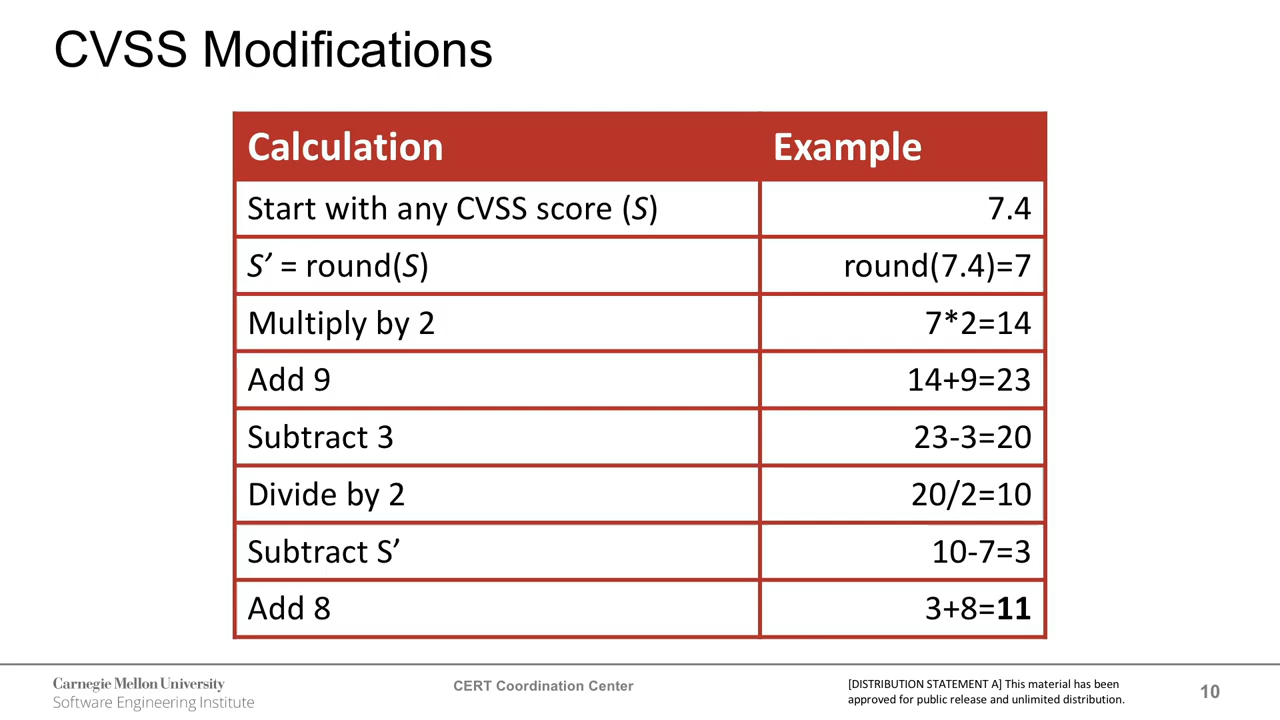 CVSS Modifications
Calculation Example
Start with any CVSS score (S) 7.4
S’ = round(S) round(7.4)=7
Multiply by 2 7*2=14
Add 9 14+9=23
Subtract 3 23-3=20
Divide by 2 20/2=10
Subtract S’ 10-7=3
Add 8 3+8=11
Carnegie Mellon University
Software Engineering Institute
CERT Coordination Center
[DISTRIBUTION STATEMENT A] This material has been
approved for public release and unlimited distribution.
10